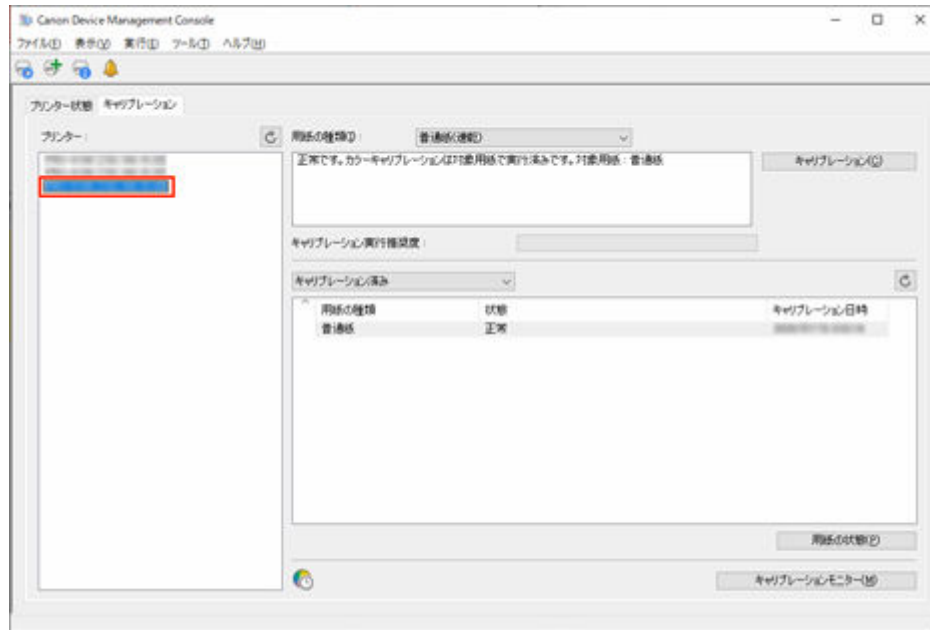 Canon Device Management Console
ファイル(F) 表示(V) 実行(E) ツール(T) ヘルプ(H)
プリンター状態 キャリブレーション
プリンター:
用紙の種類(I): 普通紙(速乾)
正常です。カラーキャリブレーションは対象用紙で実行済みです。対象用紙:普通紙
キャリブレーション(C)
キャリブレーション実行推奨度:
キャリブレーション済み
用紙の種類 状態 キャリブレーション日時
普通紙 正常
用紙の状態(P)
キャリブレーションモニター(M)